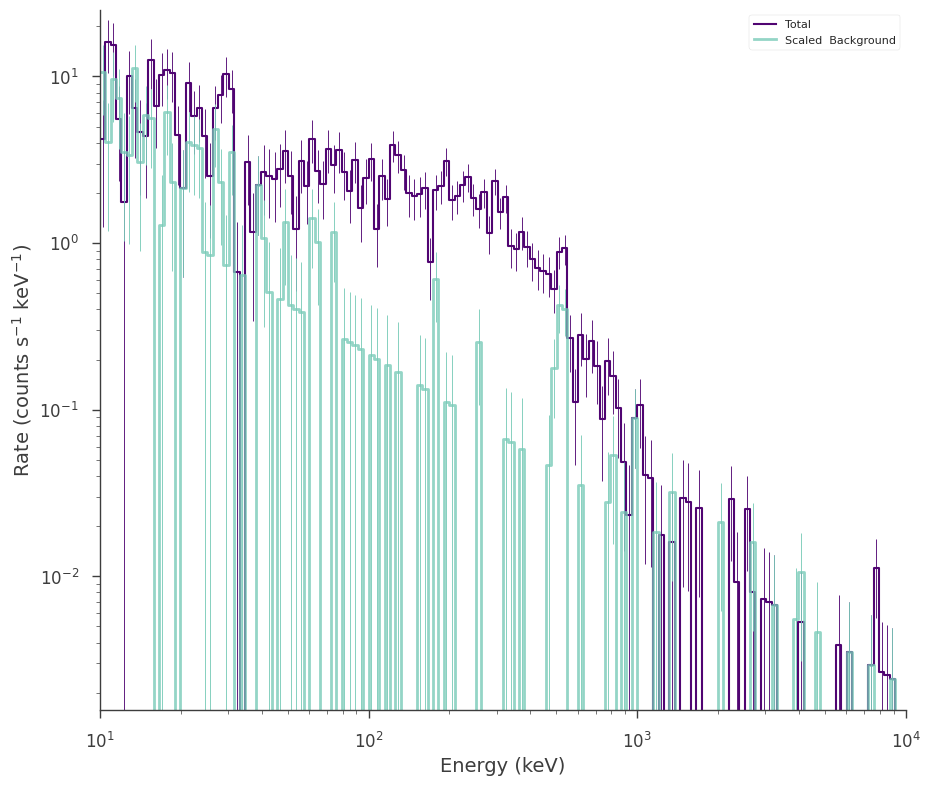 Total
Scaled  Background
10¹
10⁰
10⁻¹
10⁻²
Rate (counts s⁻¹ keV⁻¹)
10¹ 10² 10³ 10⁴
Energy (keV)